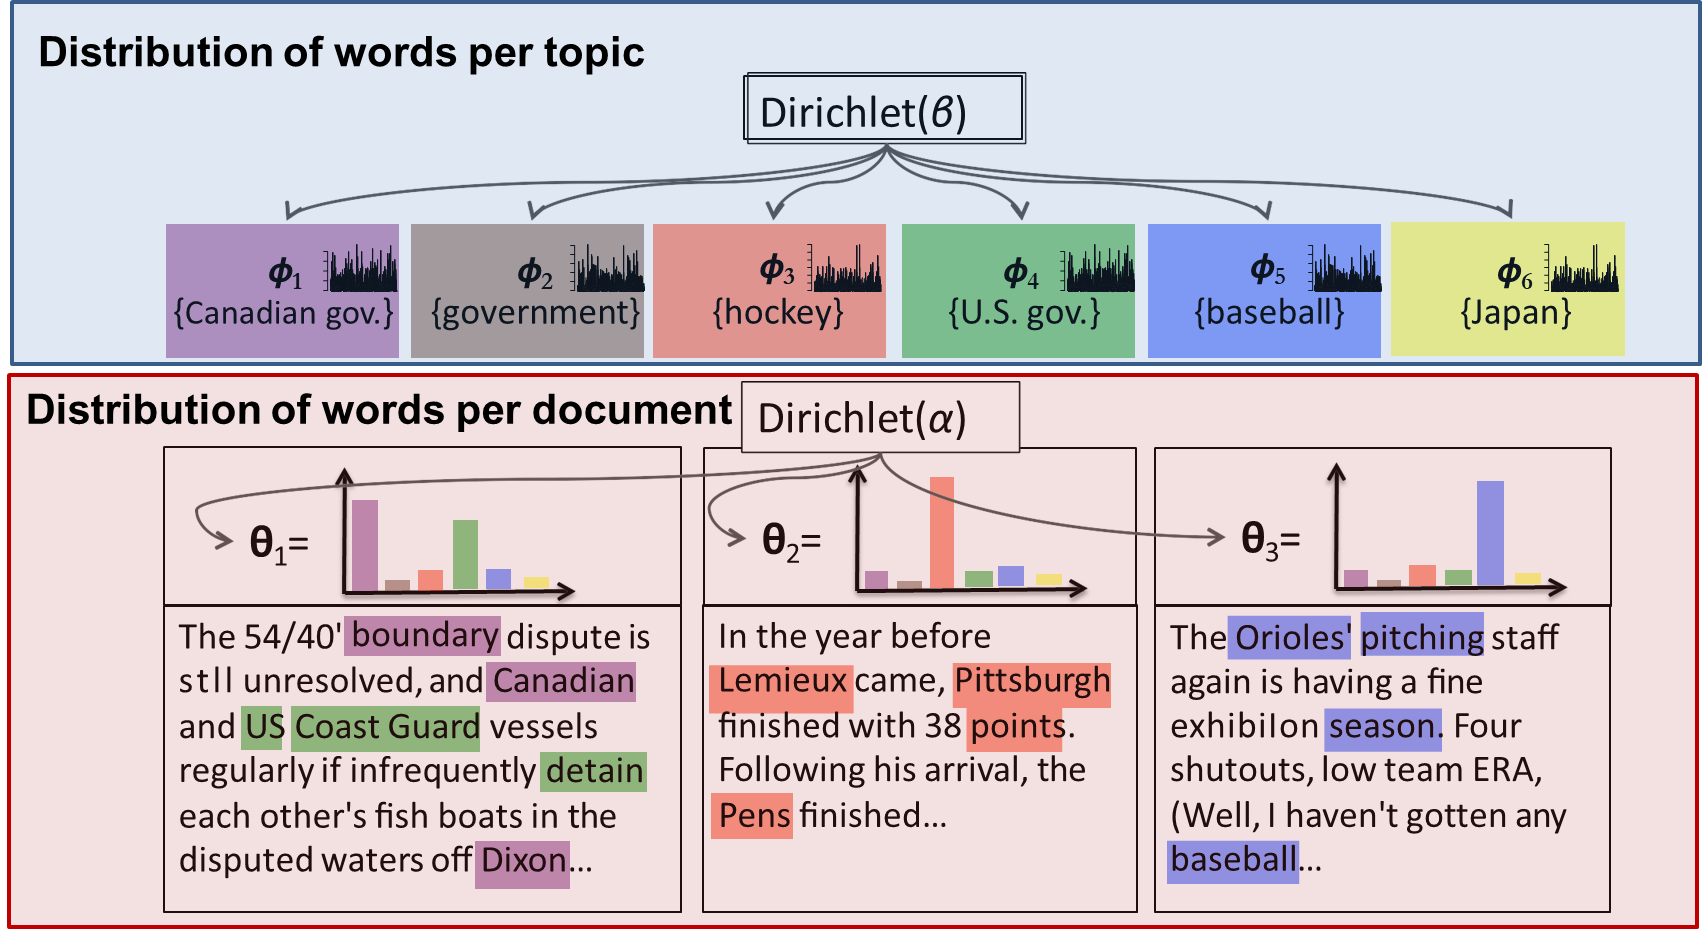 Distribution of words per topic
Dirichlet(β)
ϕ1
{Canadian gov.}
ϕ2
{government}
ϕ3
{hockey}
ϕ4
{U.S. gov.}
ϕ5
{baseball}
ϕ6
{Japan}
Distribution of words per document
Dirichlet(α)
θ1=
θ2=
θ3=
The 54/40' boundary dispute is
stll unresolved, and Canadian
and US Coast Guard vessels
regularly if infrequently detain
each other's fish boats in the
disputed waters off Dixon...
In the year before
Lemieux came, Pittsburgh
finished with 38 points.
Following his arrival, the
Pens finished...
The Orioles' pitching staff
again is having a fine
exhibiIon season. Four
shutouts, low team ERA,
(Well, I haven't gotten any
baseball...